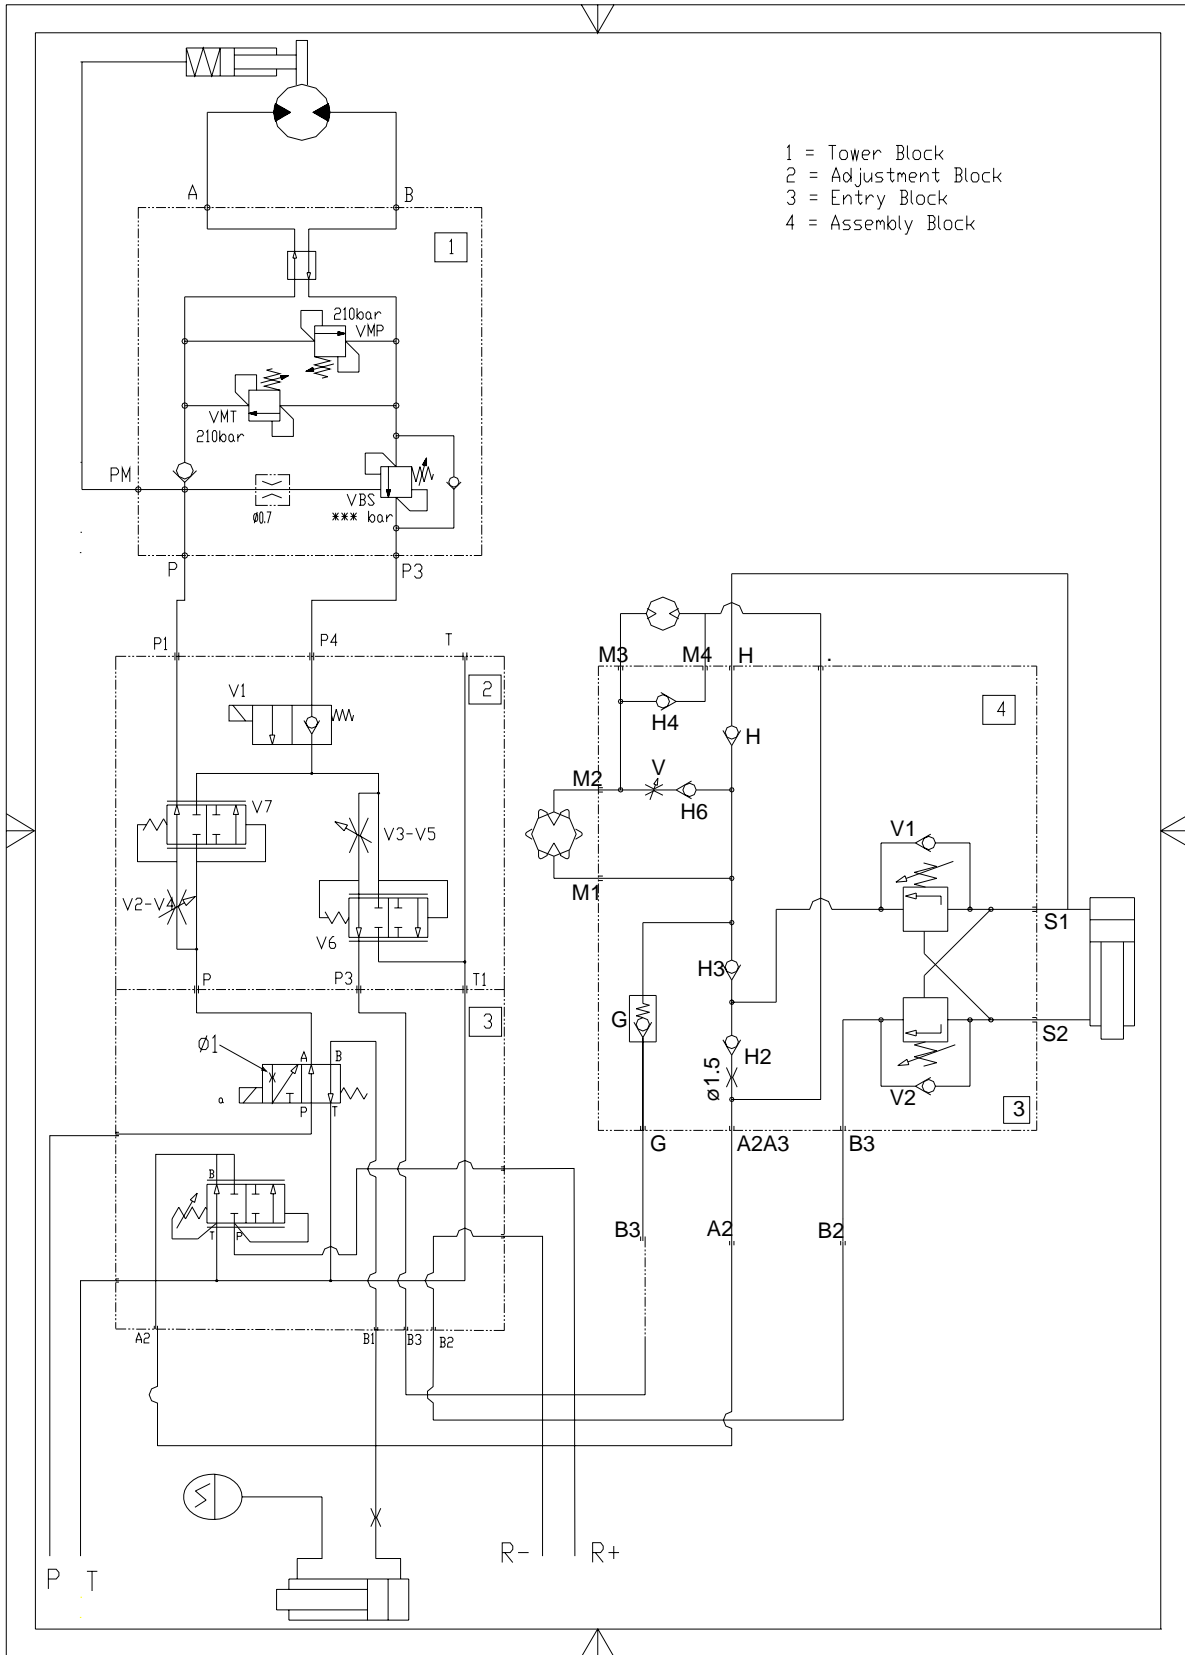 1 = Tower Block
2 = Adjustment Block
3 = Entry Block
4 = Assembly Block
A
B
1
210bar
VMP
VMT
210bar
PM
VBS
*** bar
ø0.7
P
P3
P1
P4
T
V1
2
V7
V3-V5
V2-V4
V6
P
P3
T1
3
ø1
A
B
a
P
T
B
T
P
A2
B1
B3
B2
P
T
R-
R+
M3
M4
H
.
4
H4
H
V
M2
H6
M1
V1
S1
H3
G
S2
H2
ø1.5
V2
3
G
A2A3
B3
B3
A2
B2